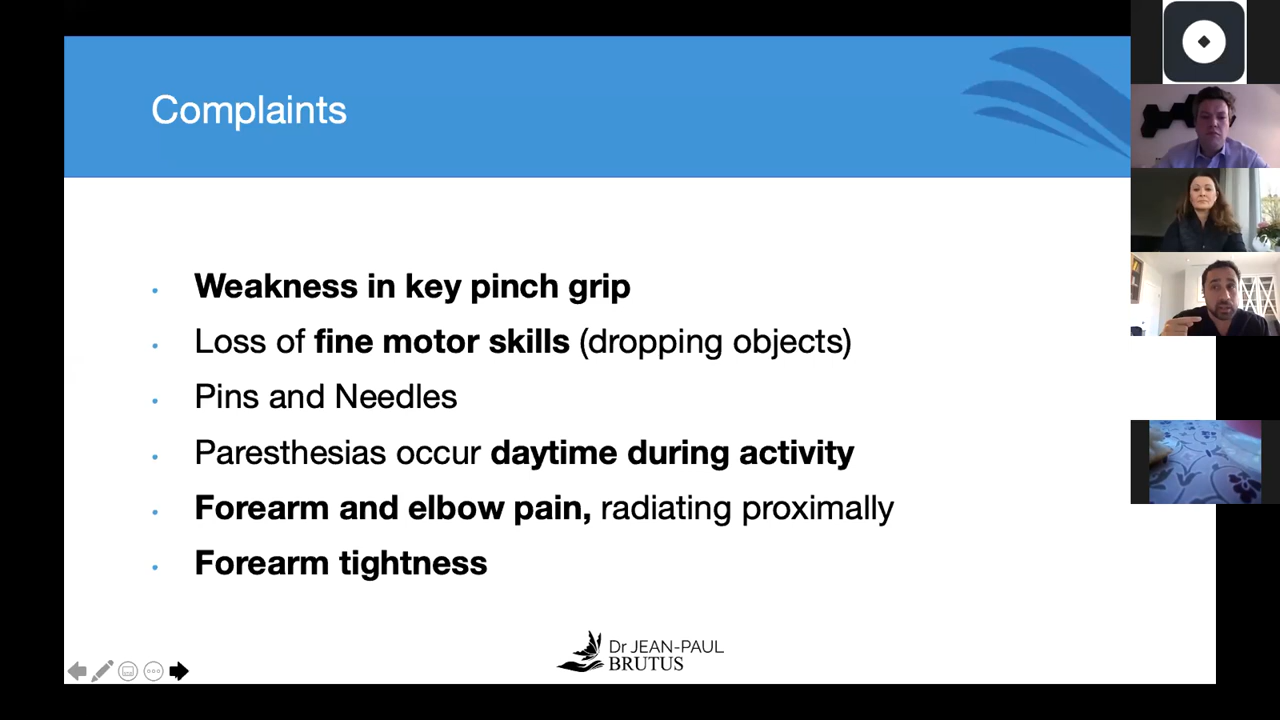 Complaints
Weakness in key pinch grip
Loss of fine motor skills (dropping objects)
Pins and Needles
Paresthesias occur daytime during activity
Forearm and elbow pain, radiating proximally
Forearm tightness
Dr JEAN-PAUL
BRUTUS